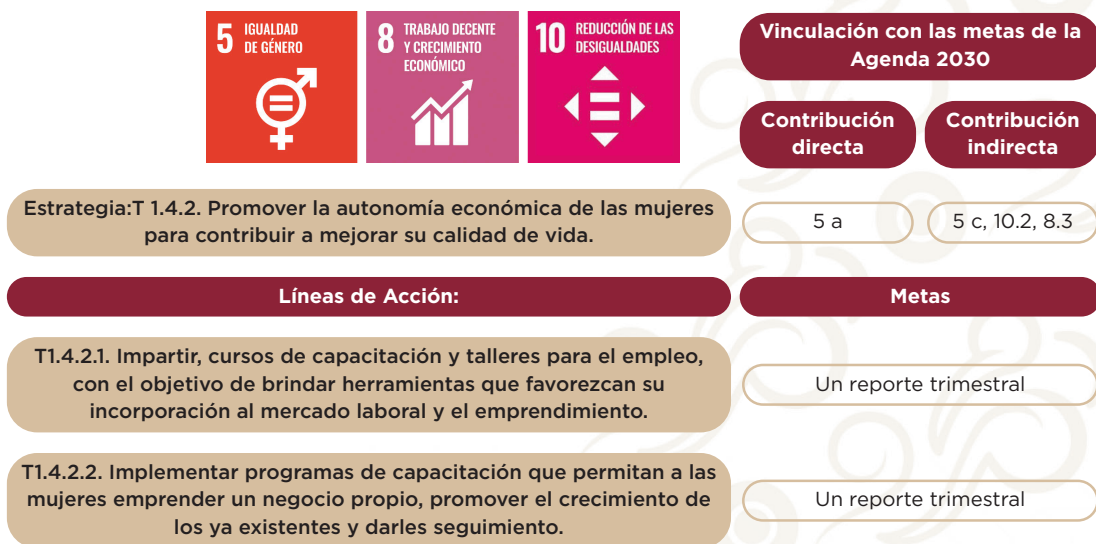 5 IGUALDAD
DE GÉNERO
8 TRABAJO DECENTE
Y CRECIMIENTO
ECONÓMICO
10 REDUCCIÓN DE LAS
DESIGUALDADES
Vinculación con las metas de la
Agenda 2030
Contribución
directa
Contribución
indirecta
Estrategia:T 1.4.2. Promover la autonomía económica de las mujeres
para contribuir a mejorar su calidad de vida.
5 a
5 c, 10.2, 8.3
Líneas de Acción:
Metas
T1.4.2.1. Impartir, cursos de capacitación y talleres para el empleo,
con el objetivo de brindar herramientas que favorezcan su
incorporación al mercado laboral y el emprendimiento.
Un reporte trimestral
T1.4.2.2. Implementar programas de capacitación que permitan a las
mujeres emprender un negocio propio, promover el crecimiento de
los ya existentes y darles seguimiento.
Un reporte trimestral